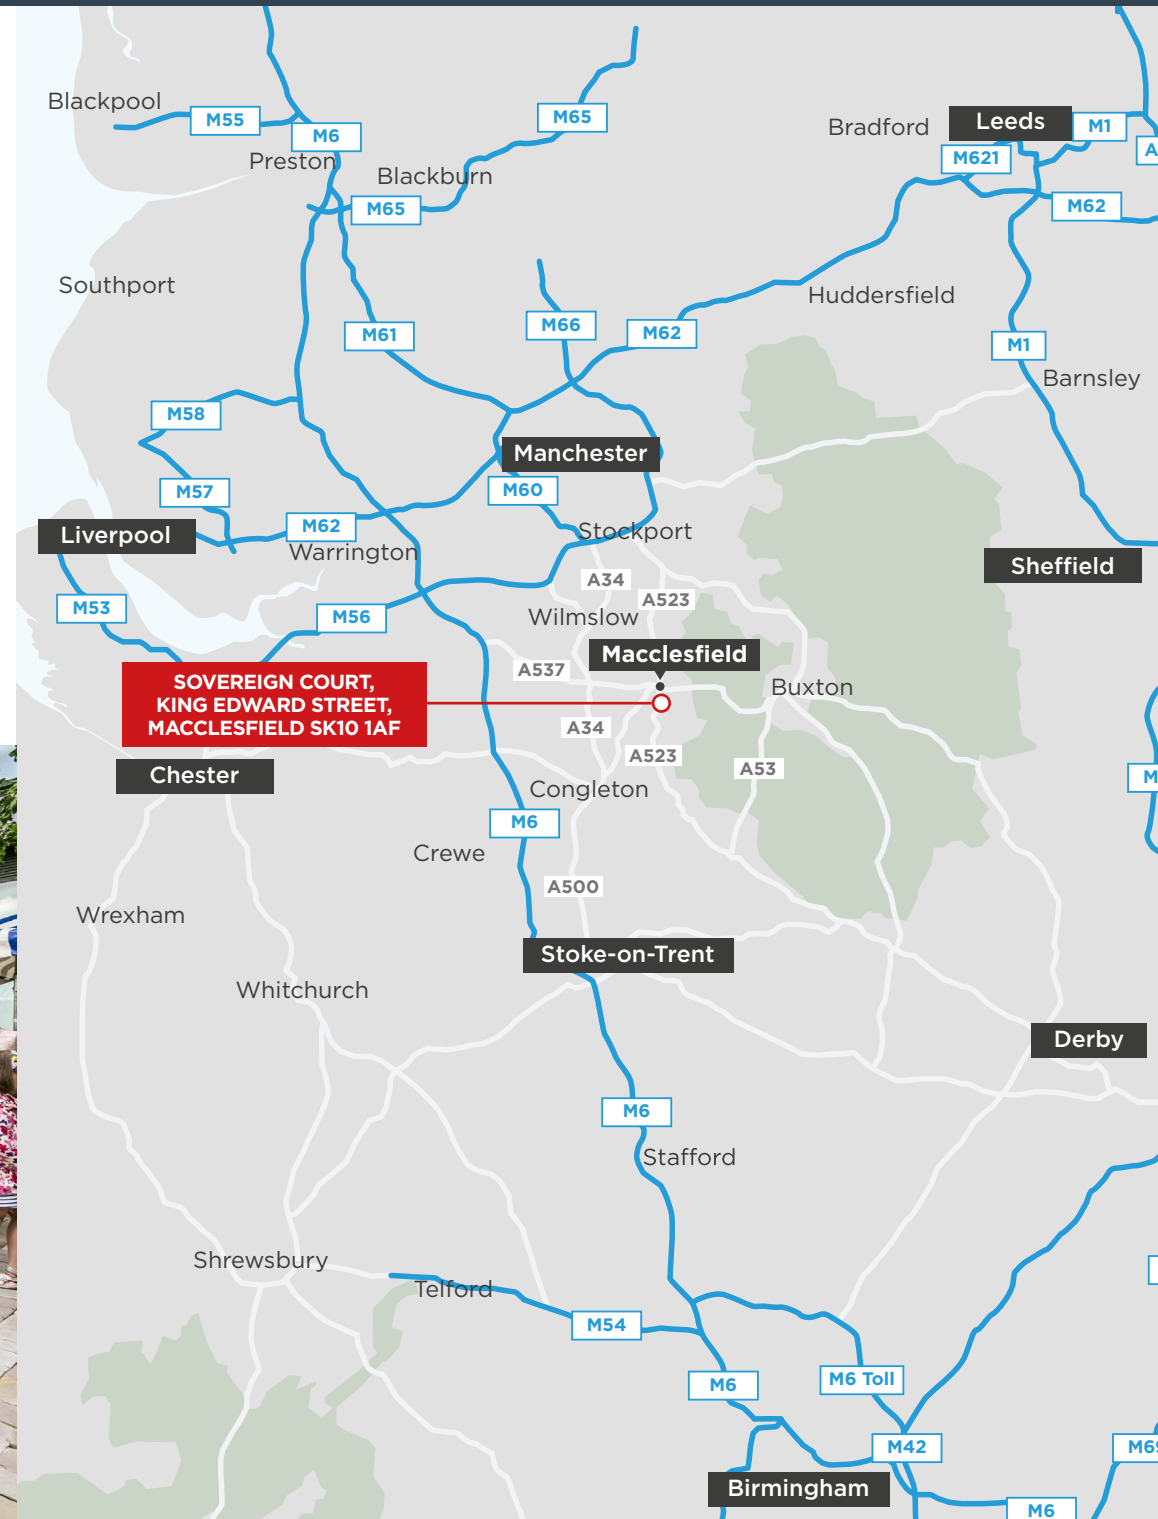 Blackpool
M55
M6
Preston
M65
Blackburn
M65
Bradford
Leeds
M1
A
M621
M62
Southport
Huddersfield
M61
M66
M62
M1
Barnsley
M58
Manchester
M57
M60
Liverpool
M62
Warrington
Stockport
Sheffield
A34
A523
M53
M56
Wilmslow
Macclesfield
A537
Buxton
SOVEREIGN COURT,
KING EDWARD STREET,
MACCLESFIELD SK10 1AF
A34
A523
A53
Chester
Congleton
M6
Crewe
A500
Wrexham
Stoke-on-Trent
Whitchurch
Derby
M6
Stafford
Shrewsbury
Telford
M54
M6
M6 Toll
M42
Birmingham
M6